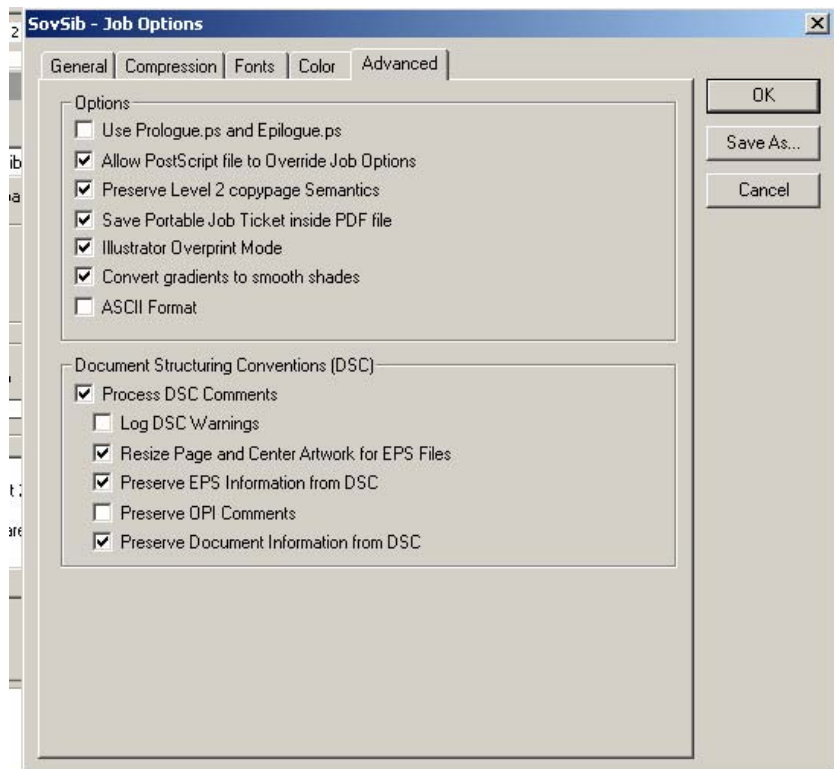 SovSib - Job Options
General Compression Fonts Color Advanced
Options
Use Prologue.ps and Epilogue.ps
Allow PostScript file to Override Job Options
Preserve Level 2 copypage Semantics
Save Portable Job Ticket inside PDF file
Illustrator Overprint Mode
Convert gradients to smooth shades
ASCII Format
Document Structuring Conventions (DSC)
Process DSC Comments
Log DSC Warnings
Resize Page and Center Artwork for EPS Files
Preserve EPS Information from DSC
Preserve OPI Comments
Preserve Document Information from DSC
OK
Save As...
Cancel